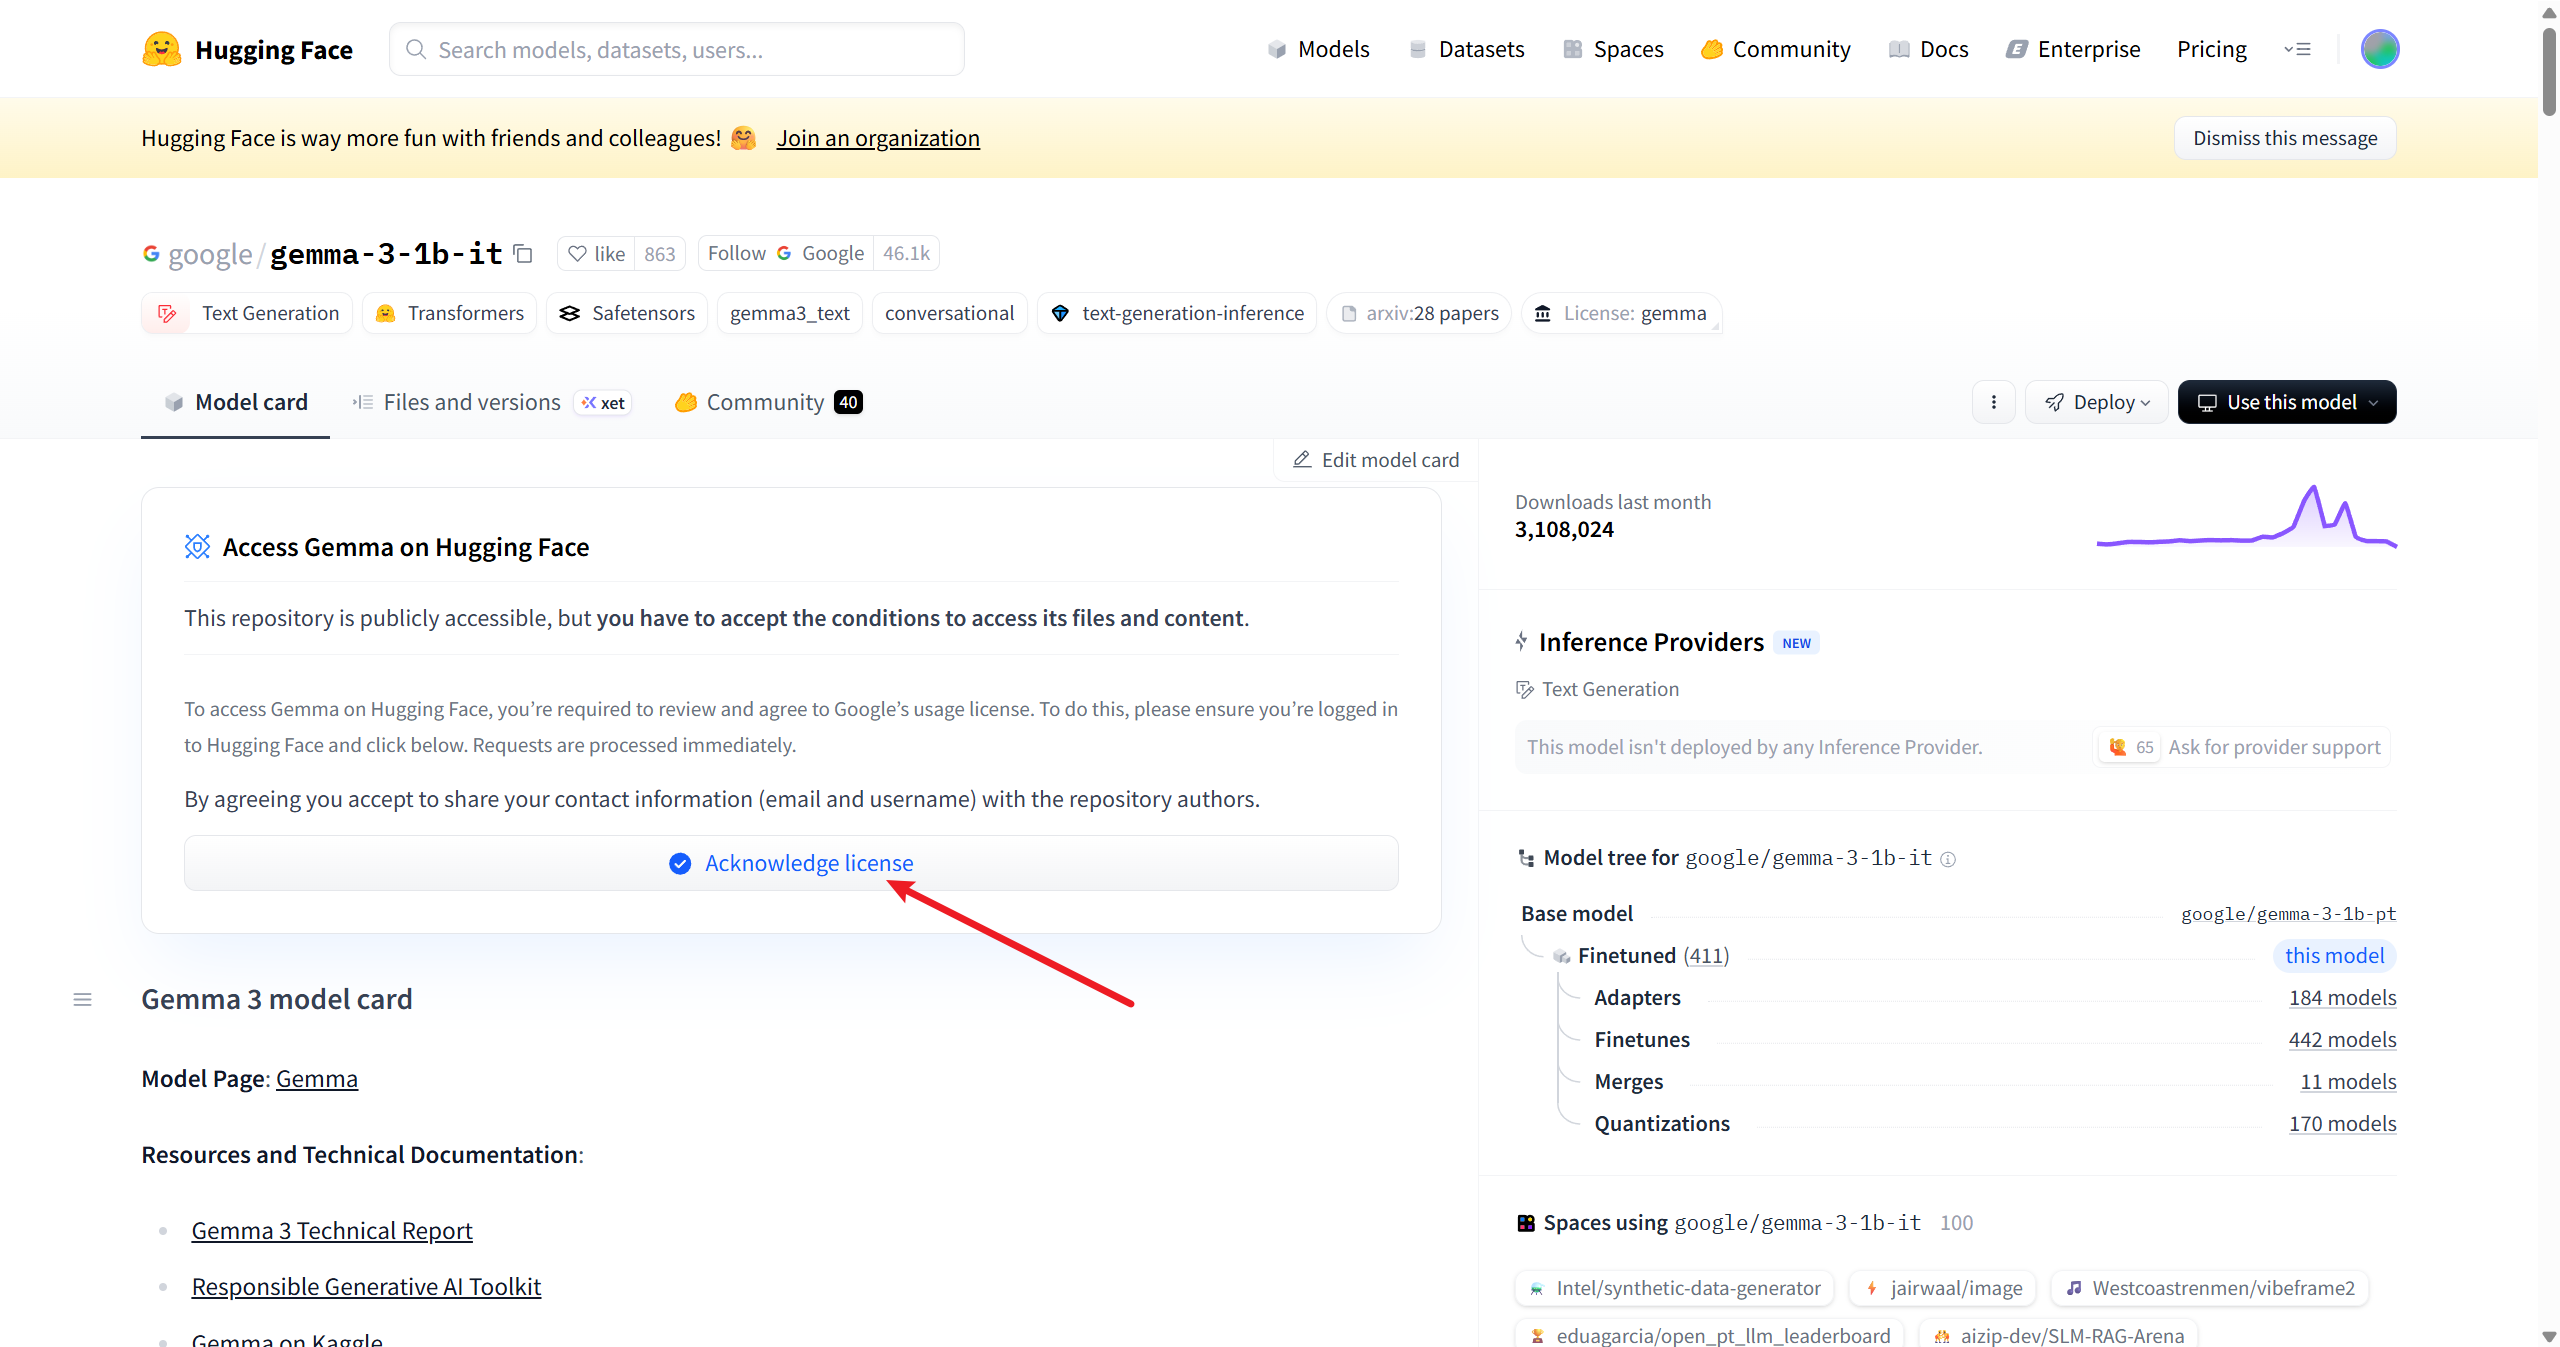 Hugging Face
Search models, datasets, users...
Models
Datasets
Spaces
Community
Docs
Enterprise
Pricing
Hugging Face is way more fun with friends and colleagues! 🤗 Join an organization
Dismiss this message
google/gemma-3-1b-it
like 863
Follow Google 46.1k
Text Generation
Transformers
Safetensors
gemma3_text
conversational
text-generation-inference
arxiv:28 papers
License: gemma
Model card
Files and versions
xet
Community 40
Deploy
Use this model
Edit model card
Access Gemma on Hugging Face
This repository is publicly accessible, but you have to accept the conditions to access its files and content.
To access Gemma on Hugging Face, you’re required to review and agree to Google’s usage license. To do this, please ensure you’re logged in
to Hugging Face and click below. Requests are processed immediately.
By agreeing you accept to share your contact information (email and username) with the repository authors.
Acknowledge license
Gemma 3 model card
Model Page: Gemma
Resources and Technical Documentation:
Gemma 3 Technical Report
Responsible Generative AI Toolkit
Gemma on Kaggle
Downloads last month
3,108,024
Inference Providers NEW
Text Generation
This model isn't deployed by any Inference Provider.
65 Ask for provider support
Model tree for google/gemma-3-1b-it
Base model google/gemma-3-1b-pt
Finetuned (411) this model
Adapters 184 models
Finetunes 442 models
Merges 11 models
Quantizations 170 models
Spaces using google/gemma-3-1b-it 100
Intel/synthetic-data-generator
jairwaal/image
Westcoastrenmen/vibeframe2
eduagarcia/open_pt_llm_leaderboard
aizip-dev/SLM-RAG-Arena